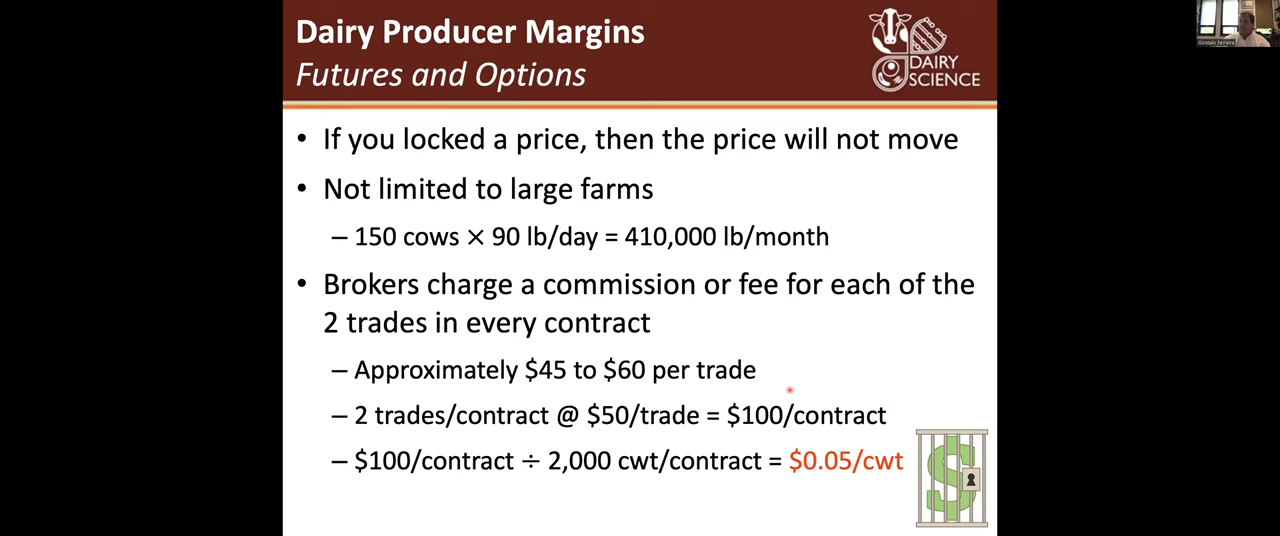 Dairy Producer Margins
Futures and Options
DAIRY
SCIENCE
Gonzalo Ferreira
• If you locked a price, then the price will not move
• Not limited to large farms
– 150 cows × 90 lb/day = 410,000 lb/month
• Brokers charge a commission or fee for each of the
2 trades in every contract
– Approximately $45 to $60 per trade
– 2 trades/contract @ $50/trade = $100/contract
– $100/contract ÷ 2,000 cwt/contract = $0.05/cwt
$